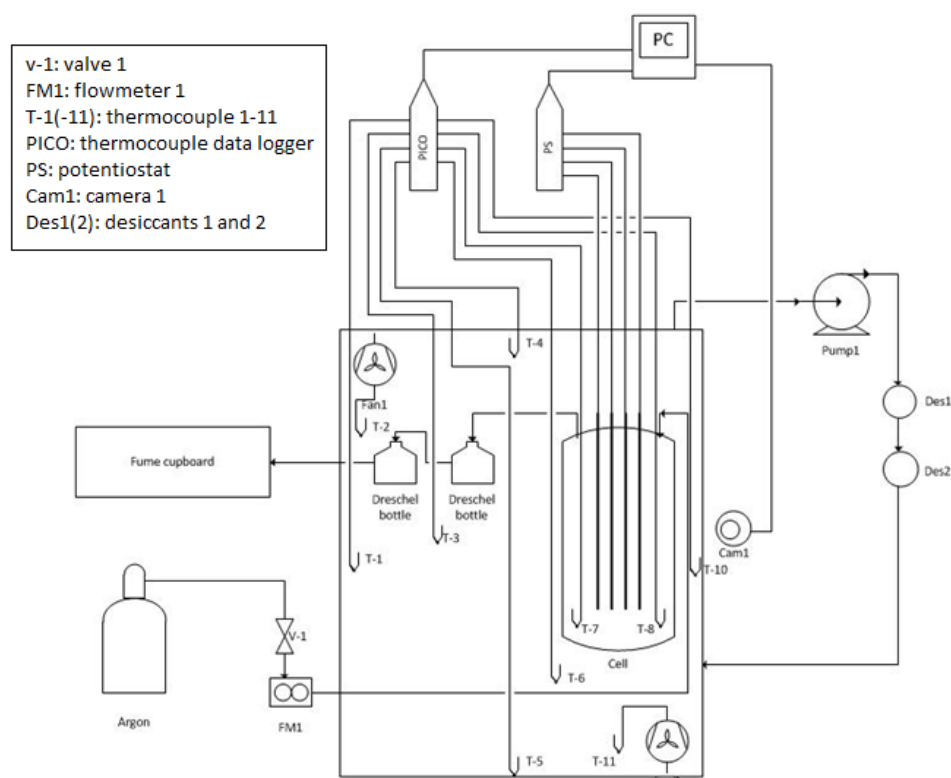 v-1: valve 1
FM1: flowmeter 1
T-1(-11): thermocouple 1-11
PICO: thermocouple data logger
PS: potentiostat
Cam1: camera 1
Des1(2): desiccants 1 and 2
PC
PICO
PS
T-4
Pump1
Fan1
T-2
Des1
Fume cupboard
Des2
Dreschel
bottle
Dreschel
bottle
T-3
Cam1
T-1
T-10
T-7
T-8
V-1
Cell
T-6
Argon
FM1
T-11
T-5